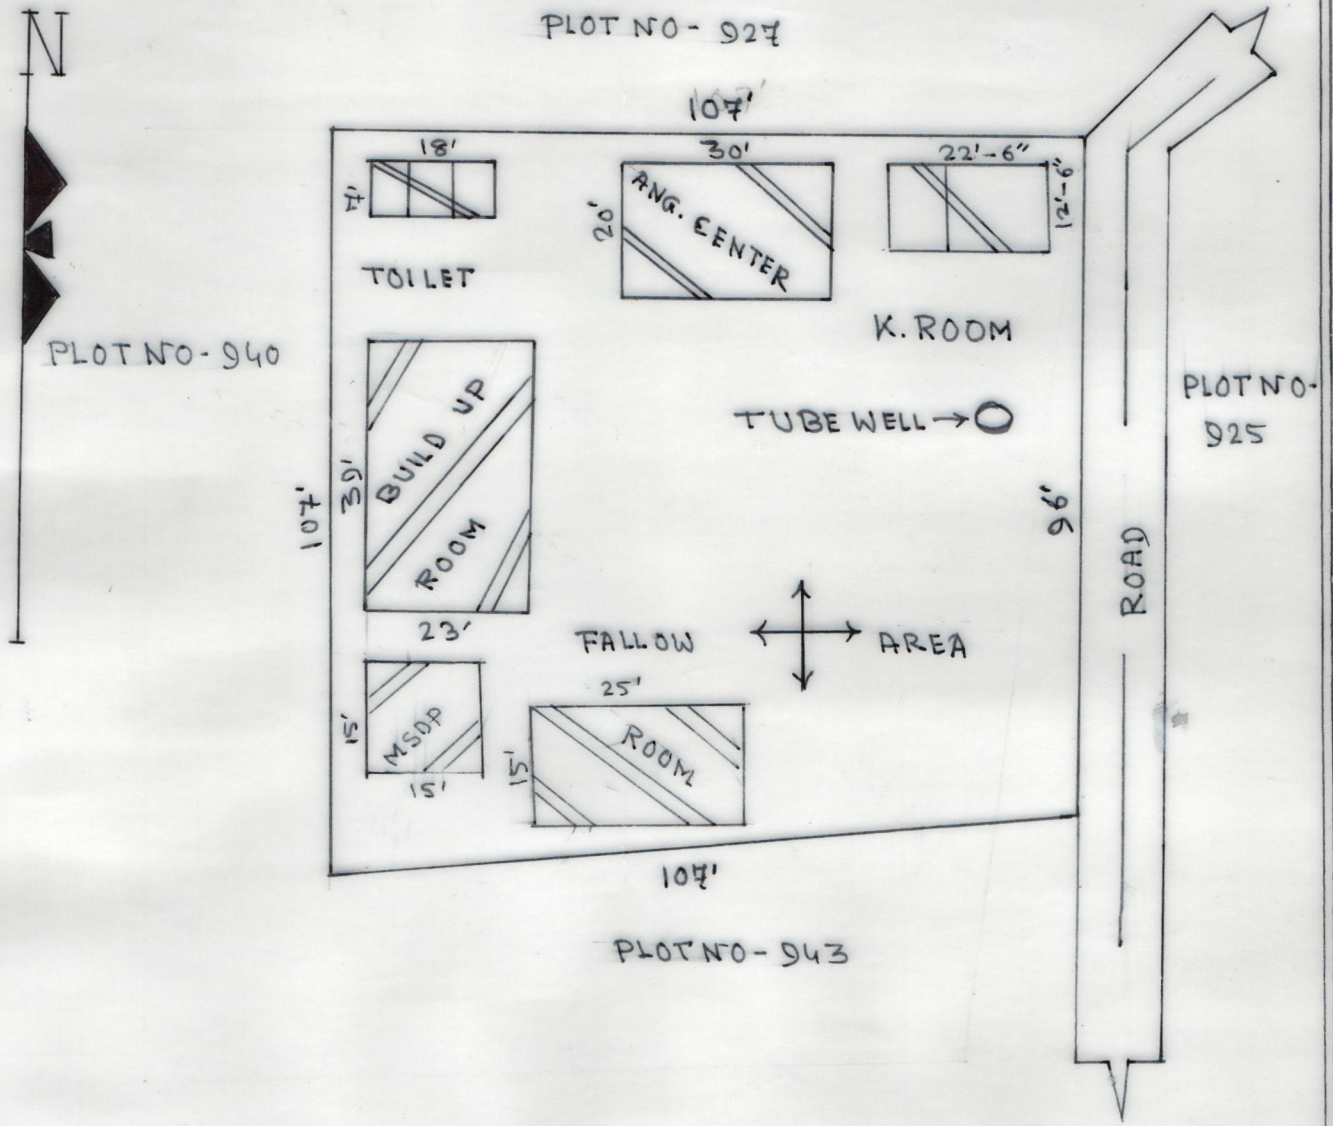 N
PLOT NO- 927
107'
18'
30'
22'-6"
12'-6"
20'
ANG. CENTER
TOILET
K. ROOM
PLOT NO- 940
PLOT NO-
925
TUBE WELL →
BUILD UP
ROOM
39'
107'
96'
ROAD
23'
FALLOW
AREA
25'
15'
MSDP
15'
15'
ROOM
107'
PLOT NO- 943